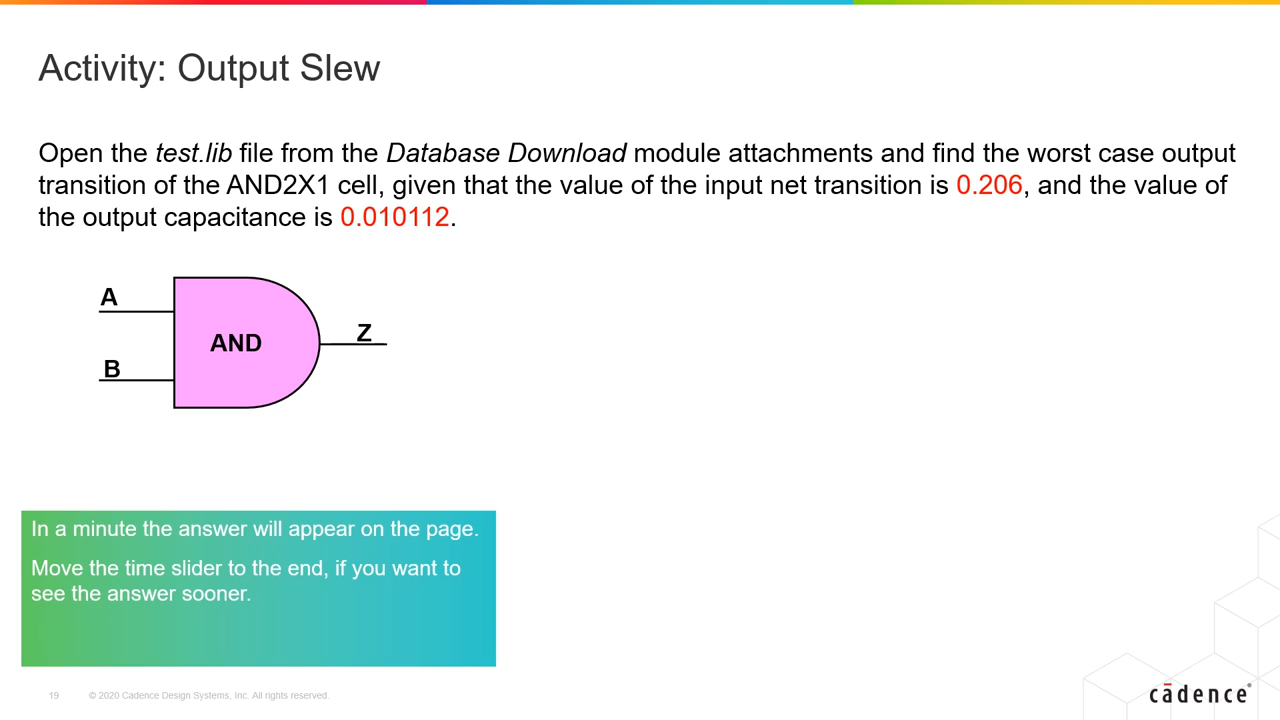 Activity: Output Slew
Open the test.lib file from the Database Download module attachments and find the worst case output
transition of the AND2X1 cell, given that the value of the input net transition is 0.206, and the value of
the output capacitance is 0.010112.
A
AND
Z
B
In a minute the answer will appear on the page.
Move the time slider to the end, if you want to
see the answer sooner.
19 © 2020 Cadence Design Systems, Inc. All rights reserved.
cādence®